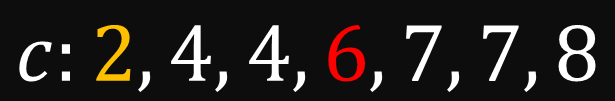 c: 2, 4, 4, 6, 7, 7, 8